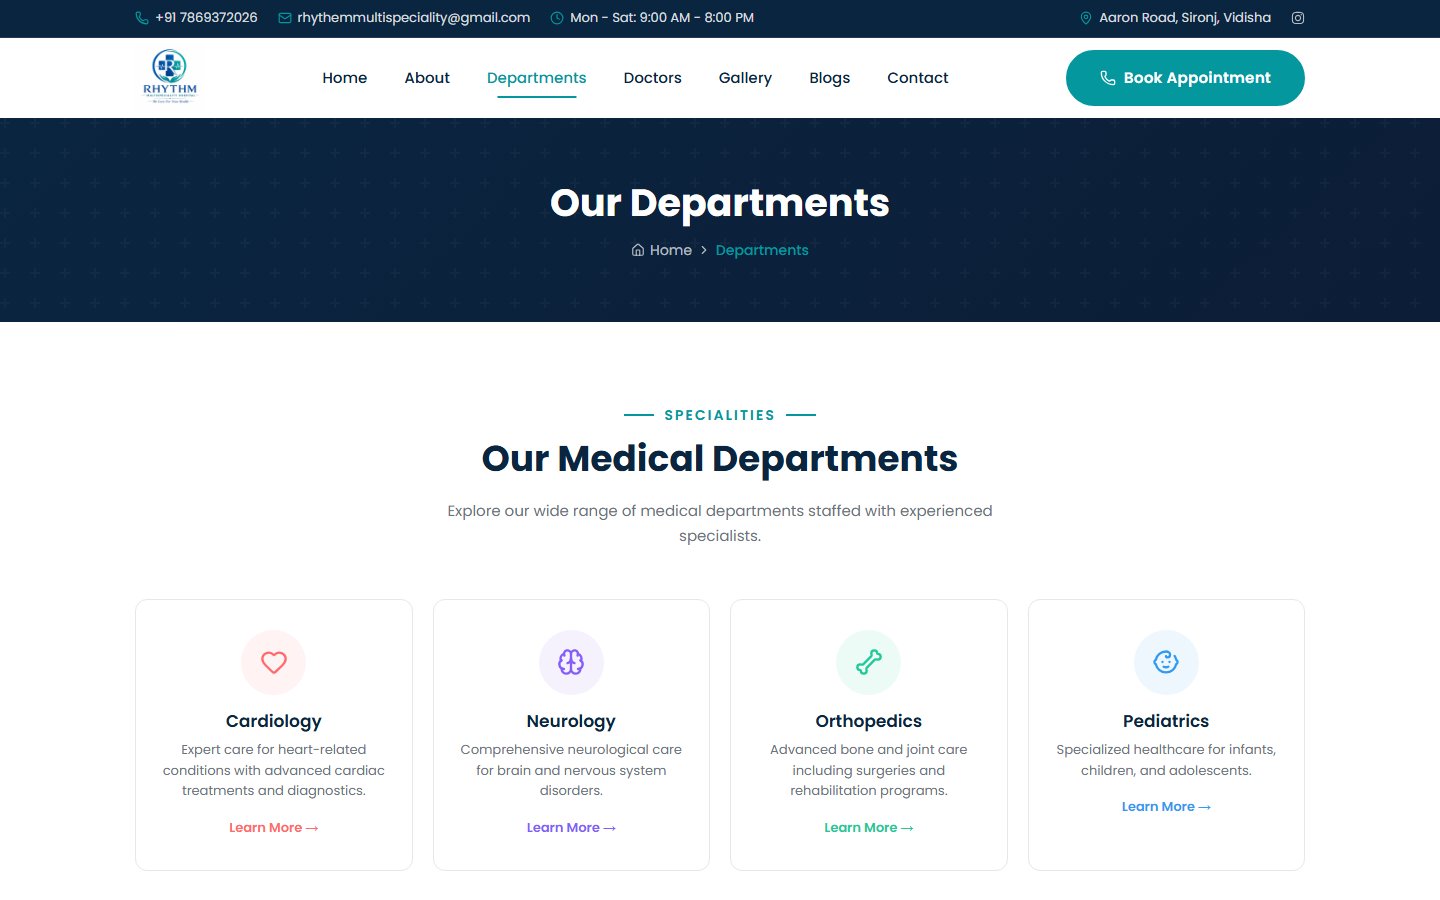 +91 7869372026
rhythemmultispeciality@gmail.com
Mon - Sat: 9:00 AM - 8:00 PM
Aaron Road, Sironj, Vidisha
RHYTHM
Home
About
Departments
Doctors
Gallery
Blogs
Contact
Book Appointment
Our Departments
Home
Departments
SPECIALITIES
Our Medical Departments
Explore our wide range of medical departments staffed with experienced
specialists.
Cardiology
Expert care for heart-related
conditions with advanced cardiac
treatments and diagnostics.
Learn More →
Neurology
Comprehensive neurological care
for brain and nervous system
disorders.
Learn More →
Orthopedics
Advanced bone and joint care
including surgeries and
rehabilitation programs.
Learn More →
Pediatrics
Specialized healthcare for infants,
children, and adolescents.
Learn More →